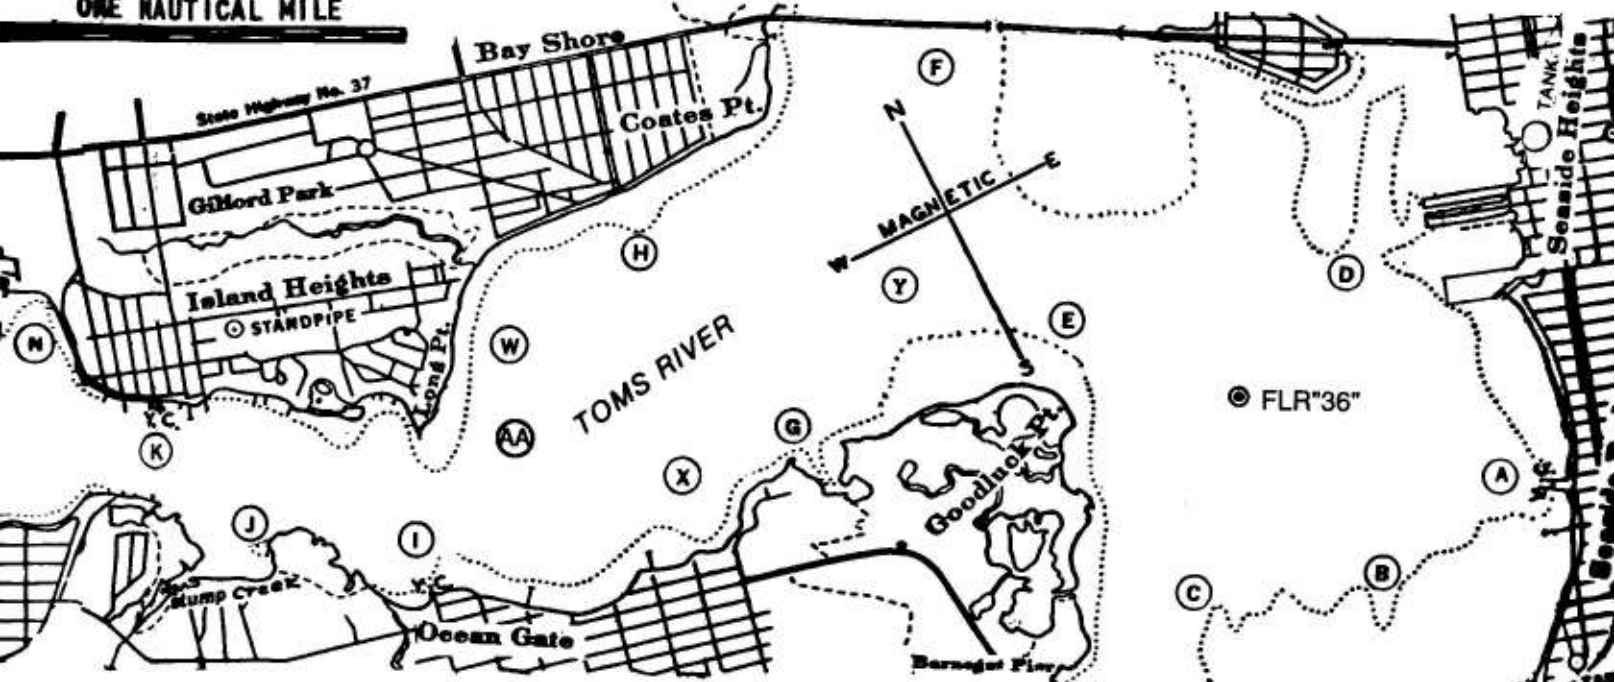 ONE NAUTICAL MILE
Bay Shore
State Highway No. 37
Coates Pt.
Gilford Park
Island Heights
STANDPIPE
Long Pt.
Y.C.
TOMS RIVER
N
MAGNETIC
W
E
S
F
H
Y
E
D
N
W
K
AA
G
X
A
J
I
C
B
FLR"36"
TANK
Seaside Heights
Goodluck Pt.
Stump Creek
Y.C.
Ocean Gate
Barnegat Pier
Seaside